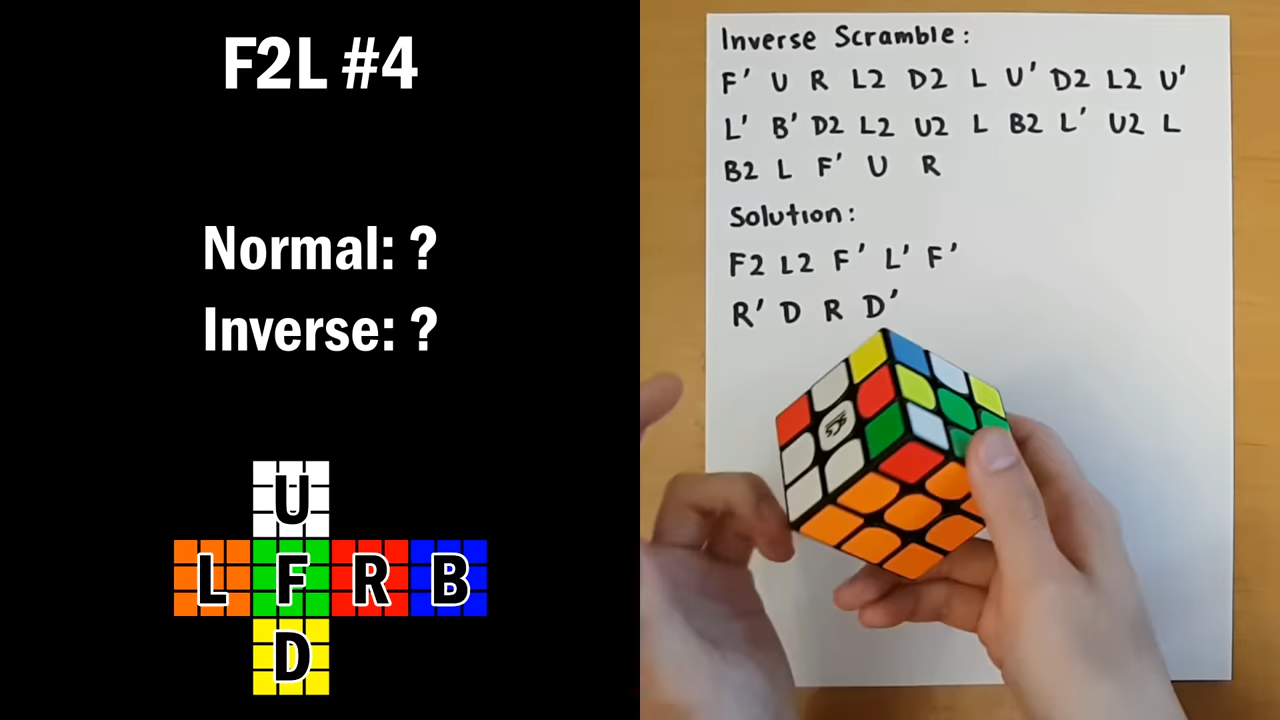 F2L #4
Normal: ?
Inverse: ?
U
L F R B
D
Inverse Scramble:
F' U R L2 D2 L U' D2 L2 U'
L' B' D2 L2 U2 L B2 L' U2 L
B2 L F' U R
Solution:
F2 L2 F' L' F'
R' D R D'